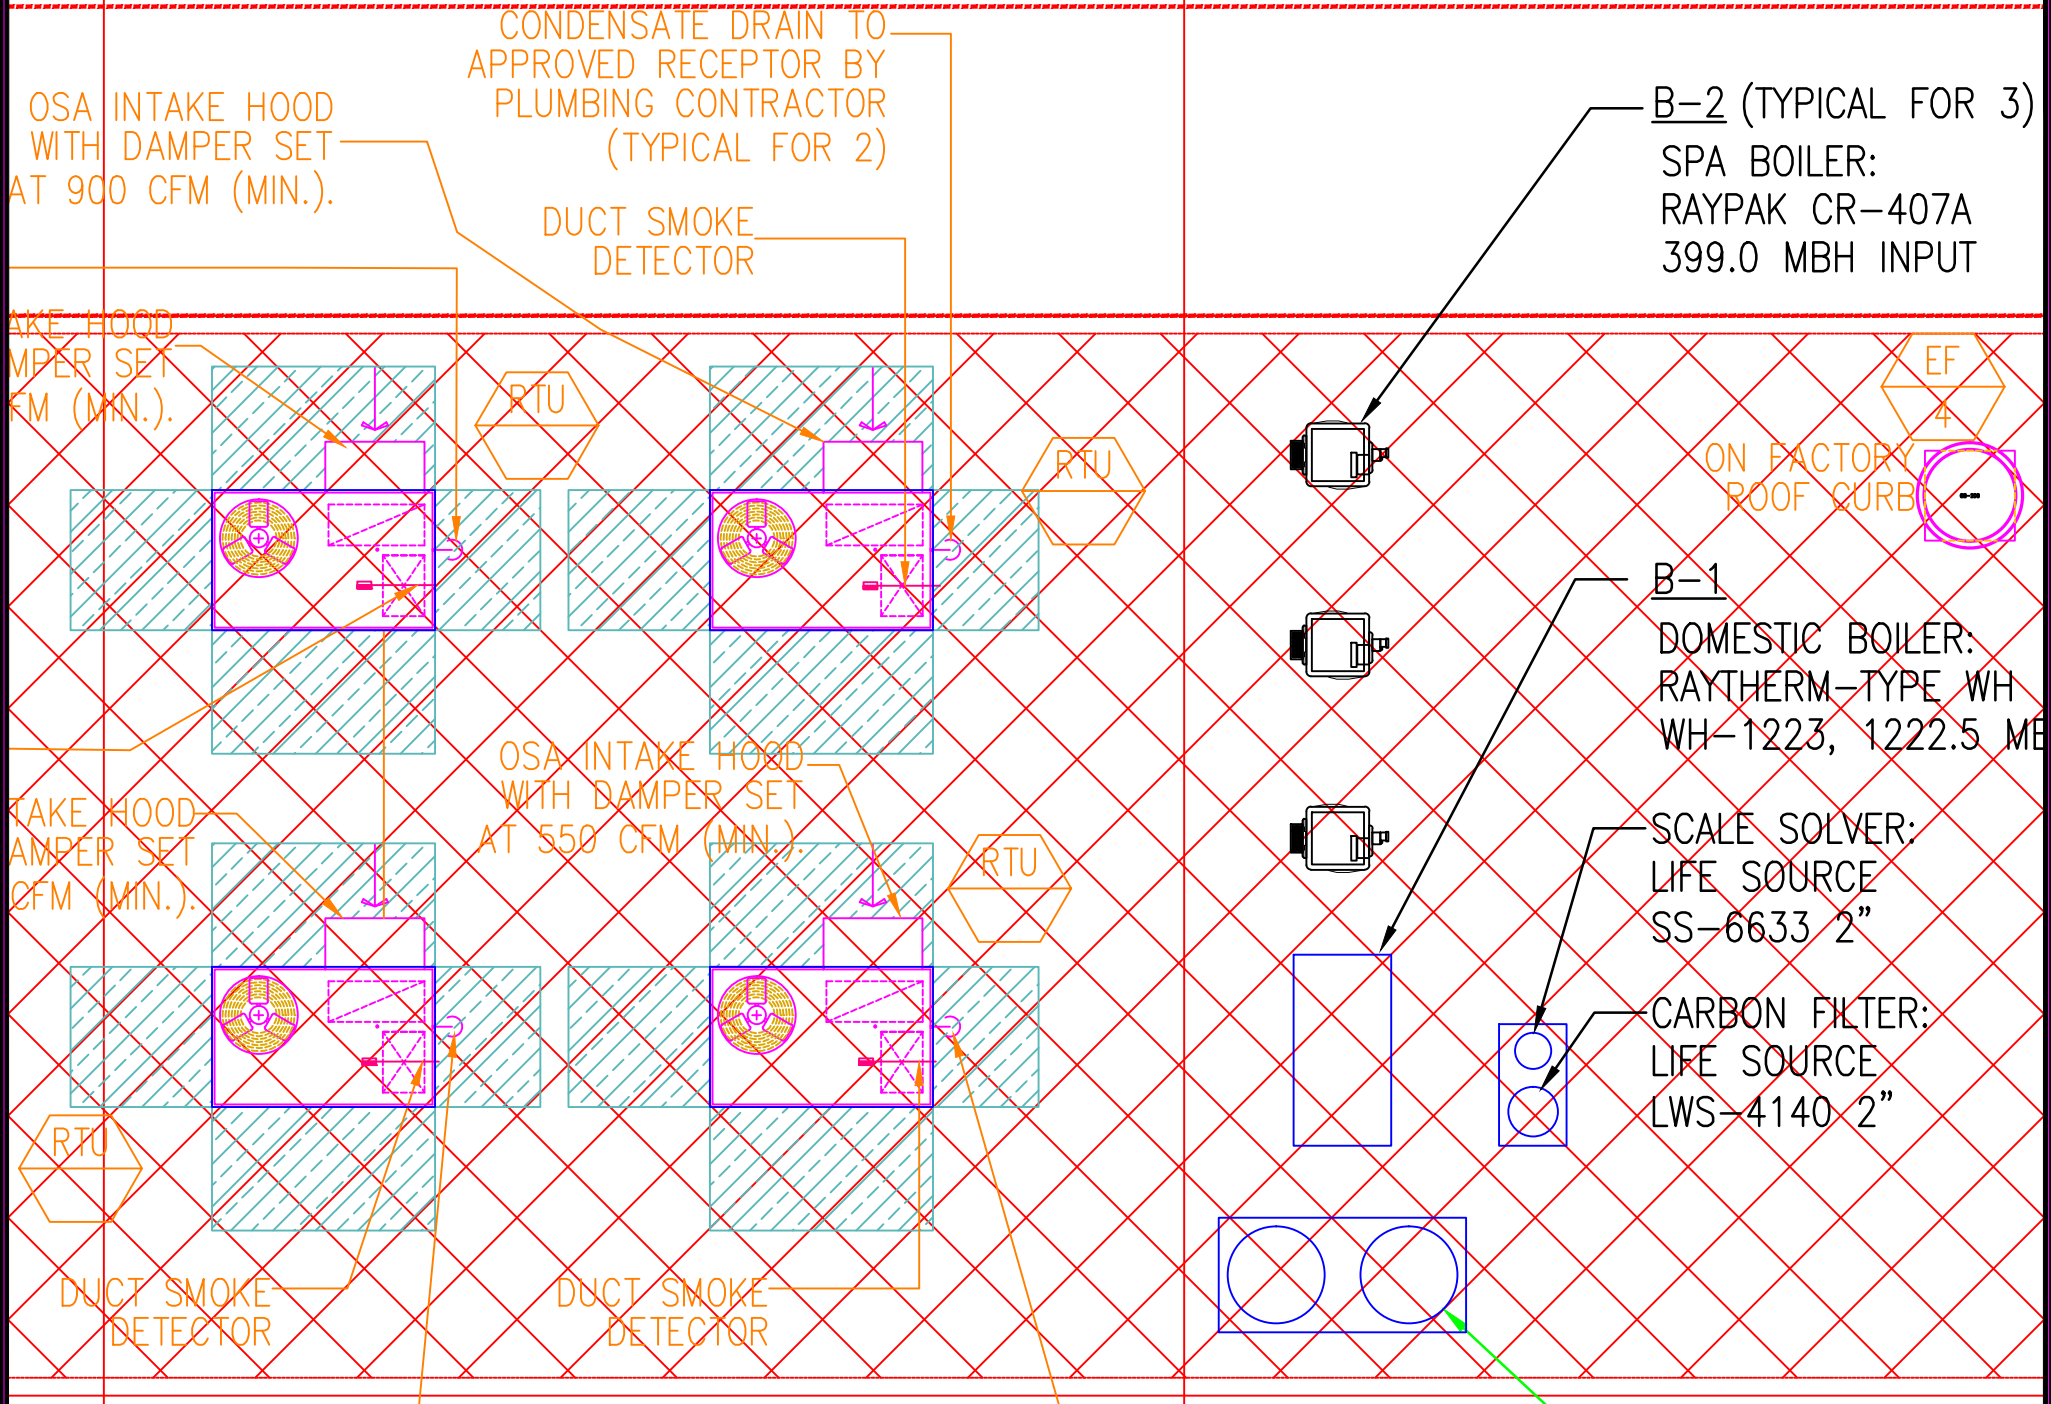 CONDENSATE DRAIN TO
APPROVED RECEPTOR BY
PLUMBING CONTRACTOR
(TYPICAL FOR 2)
OSA INTAKE HOOD
WITH DAMPER SET
AT 900 CFM (MIN.).
DUCT SMOKE
DETECTOR
B-2 (TYPICAL FOR 3)
SPA BOILER:
RAYPAK CR-407A
399.0 MBH INPUT
AKE HOOD
MPER SET
FM (MIN.).
RTU
RTU
EF
4
ON FACTORY
ROOF CURB
B-1
DOMESTIC BOILER:
RAYTHERM-TYPE WH
WH-1223, 1222.5 MB
OSA INTAKE HOOD
WITH DAMPER SET
AT 550 CFM (MIN.).
TAKE HOOD
AMPER SET
CFM (MIN.).
RTU
SCALE SOLVER:
LIFE SOURCE
SS-6633 2”
CARBON FILTER:
LIFE SOURCE
LWS-4140 2”
RTU
DUCT SMOKE
DETECTOR
DUCT SMOKE
DETECTOR